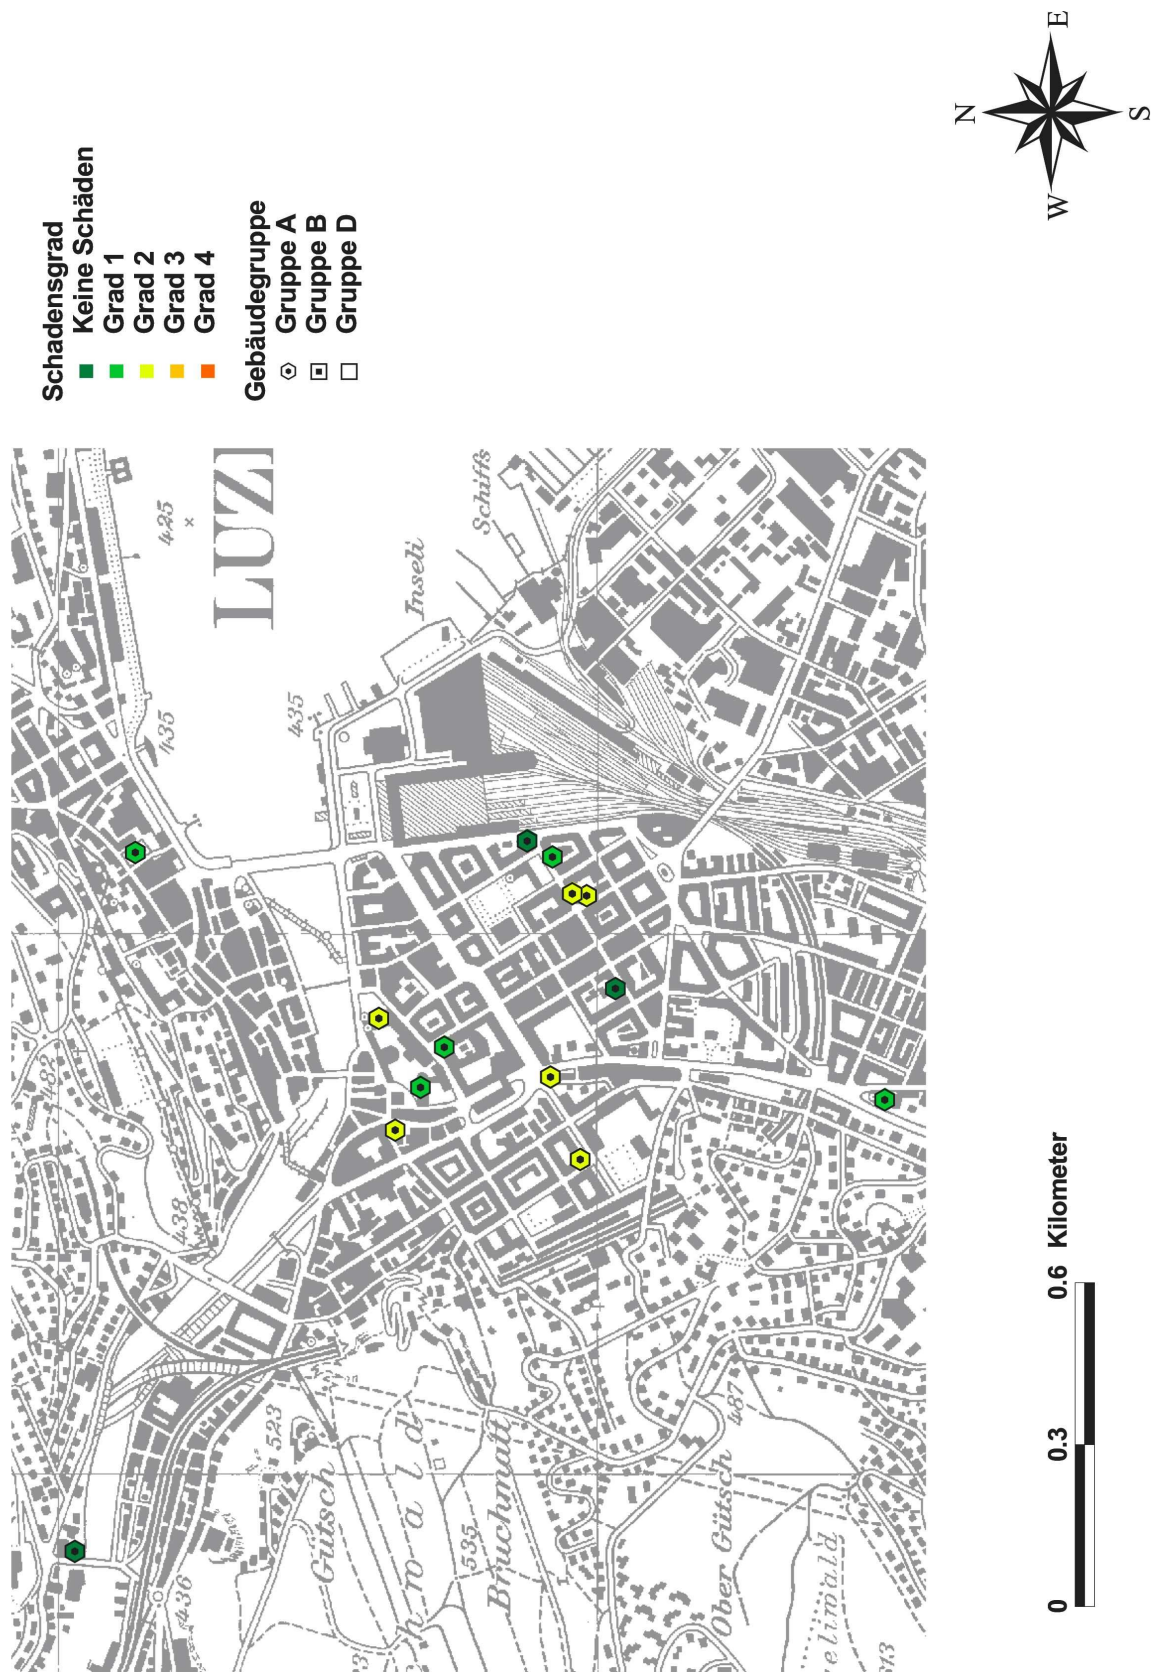 Schadensgrad
Keine Schäden
Grad 1
Grad 2
Grad 3
Grad 4
Gebäudegruppe
Gruppe A
Gruppe B
Gruppe D
N
E
S
W
425
LUZ
Schiffs
Inseli
435
435
482
438
523
Gütsch
Bruchmatt
535
487
Ober Gütsch
436
0 0.3 0.6 Kilometer